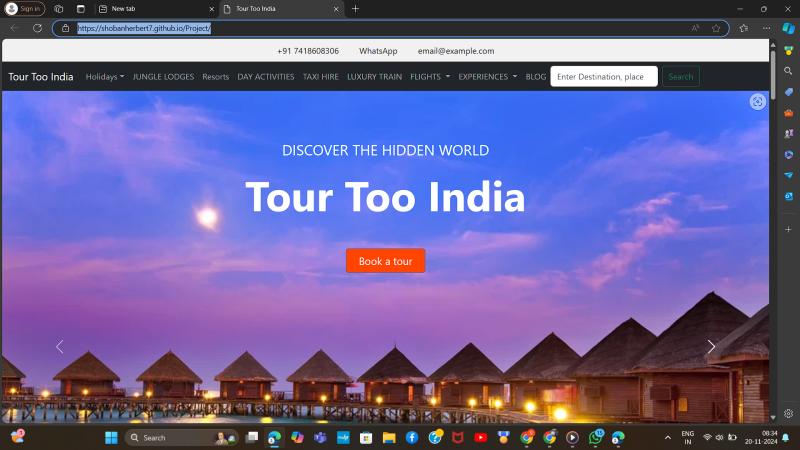 Sign in
New tab
Tour Too India
https://shobanherbert7.github.io/Project/
+91 7418608306 WhatsApp email@example.com
Tour Too India Holidays JUNGLE LODGES Resorts DAY ACTIVITIES TAXI HIRE LUXURY TRAIN FLIGHTS EXPERIENCES BLOG Enter Destination, place Search
DISCOVER THE HIDDEN WORLD
Tour Too India
Book a tour
Search
ENG
IN
08:34
20-11-2024